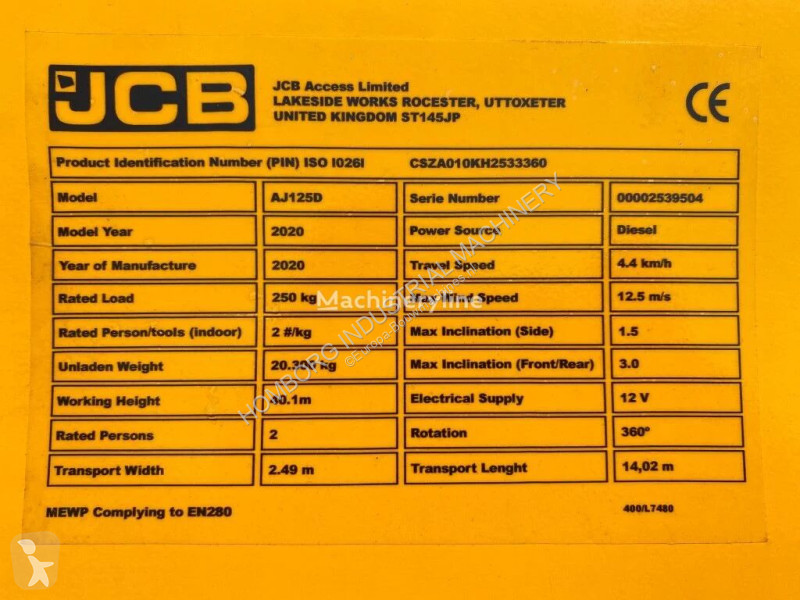 JCB
JCB Access Limited
LAKESIDE WORKS ROCESTER, UTTOXETER
UNITED KINGDOM ST145JP
CE
Product Identification Number (PIN) ISO I026I CSZA010KH2533360
Model AJ125D Serie Number 00002539504
Model Year 2020 Power Source Diesel
Year of Manufacture 2020 Travel Speed 4.4 km/h
Rated Load 250 kg Speed 12.5 m/s
Machineryline
Rated Person/tools (indoor) 2 #/kg Max Inclination (Side) 1.5
Unladen Weight kg Max Inclination (Front/Rear) 3.0
Working Height Electrical Supply 12 V
Rated Persons 2 Rotation 360º
Transport Width 2.49 m Transport Lenght 14,02 m
MEWP Complying to EN280 400/L7480
HOMBORG INDUSTRIAL MACHINERY